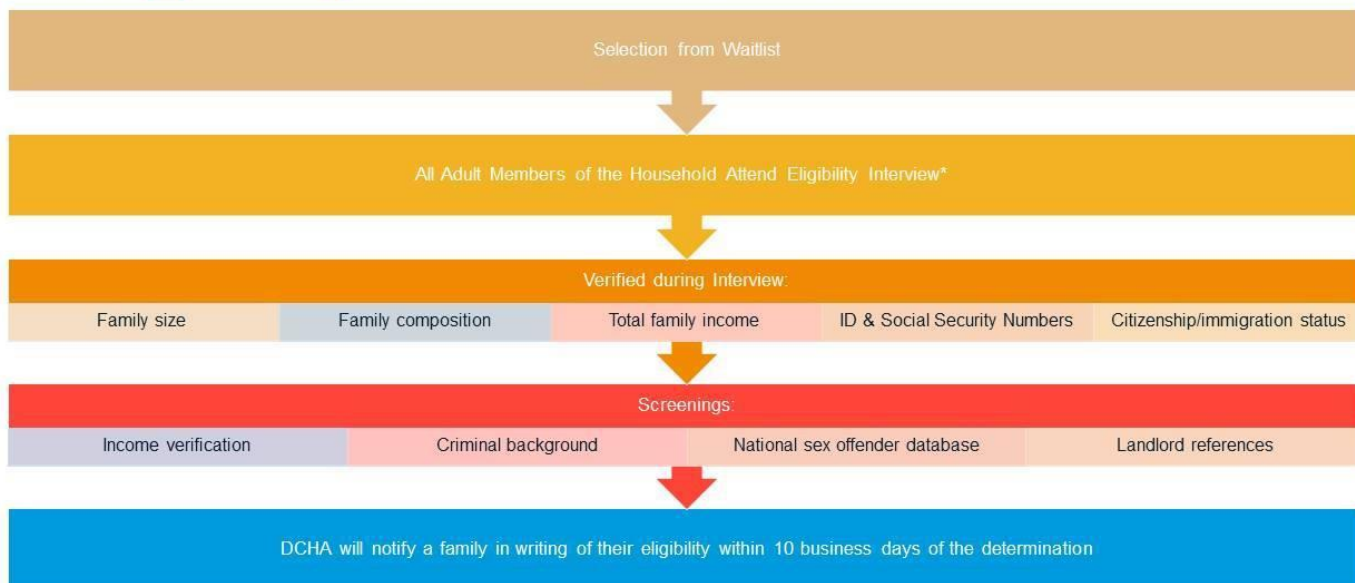 Selection from Waitlist
All Adult Members of the Household Attend Eligibility Interview*
Verified during Interview:
Family size
Family composition
Total family income
ID & Social Security Numbers
Citizenship/immigration status
Screenings:
Income verification
Criminal background
National sex offender database
Landlord references
DCHA will notify a family in writing of their eligibility within 10 business days of the determination